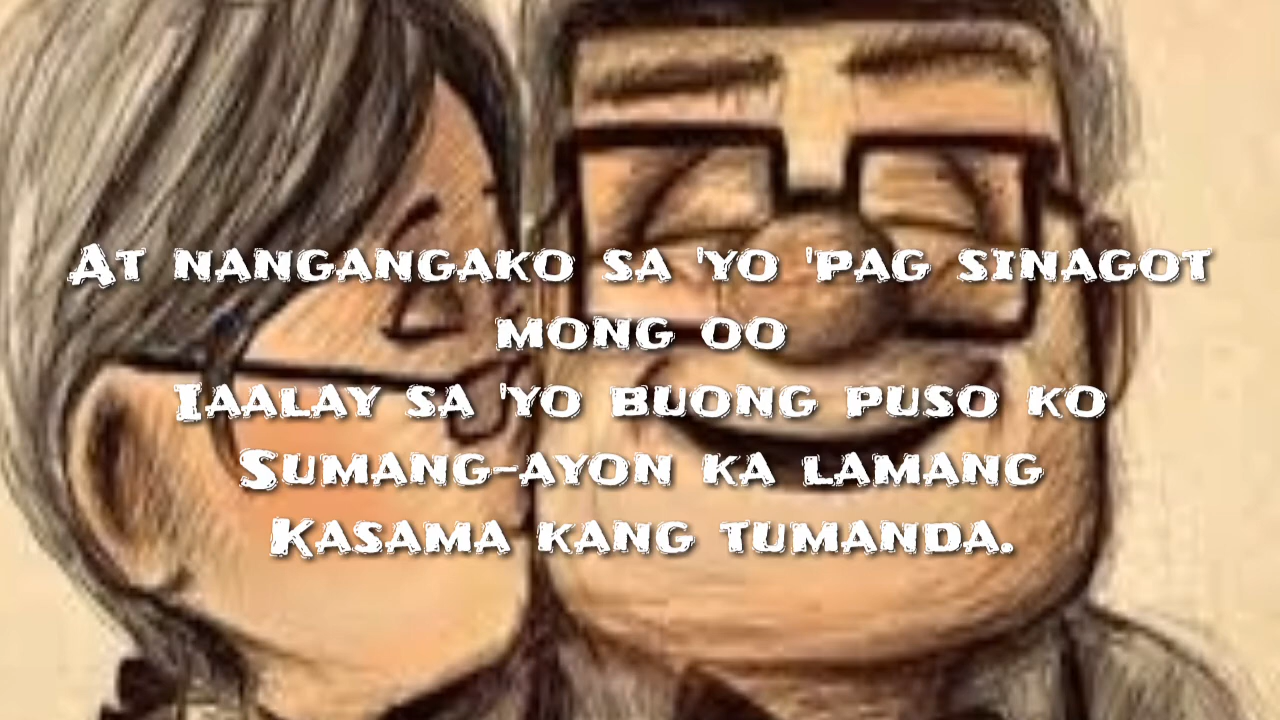 At nangangako sa 'yo 'pag sinagot
mong oo
Iaalay sa 'yo buong puso ko
Sumang-ayon ka lamang
Kasama kang tumanda.